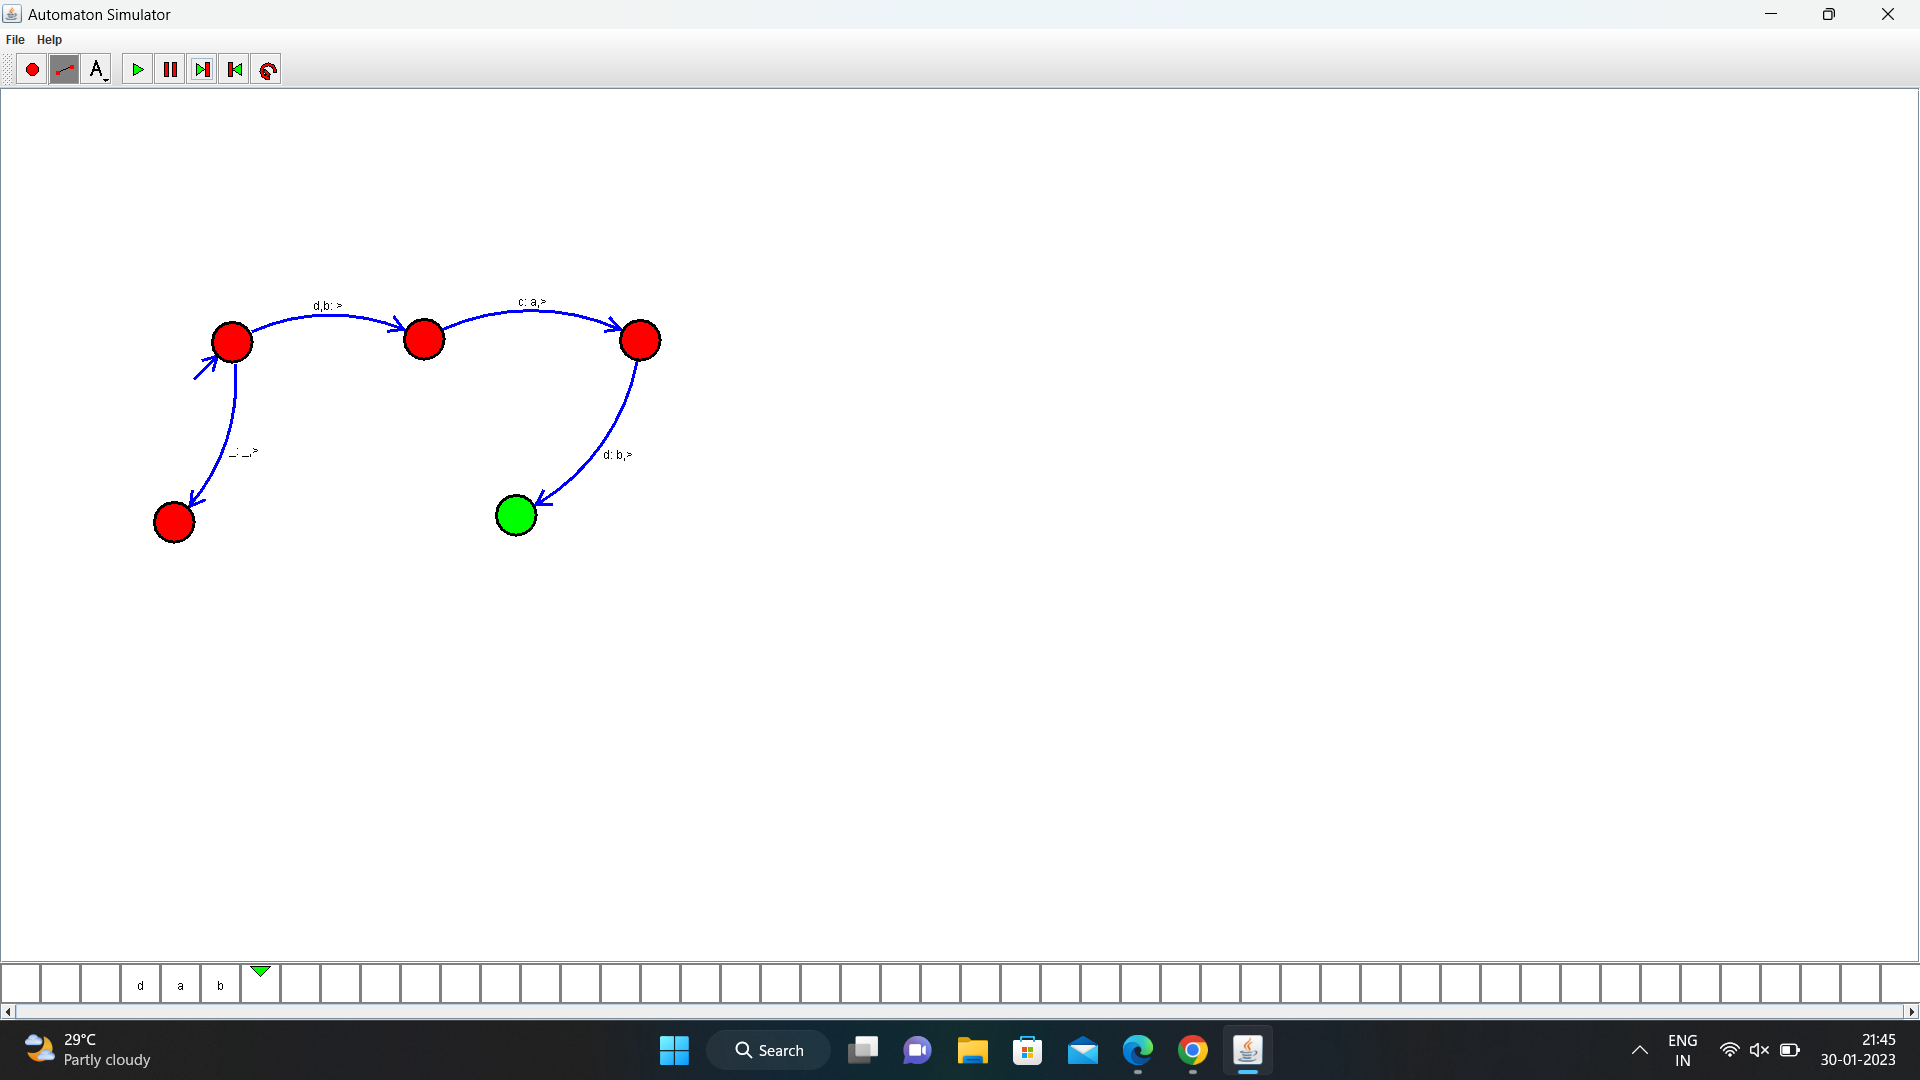 Automaton Simulator
File Help
A
d,b: >
c: a,>
_: _,>
d: b,>
d a b
29°C
Partly cloudy
Search
ENG
IN
21:45
30-01-2023